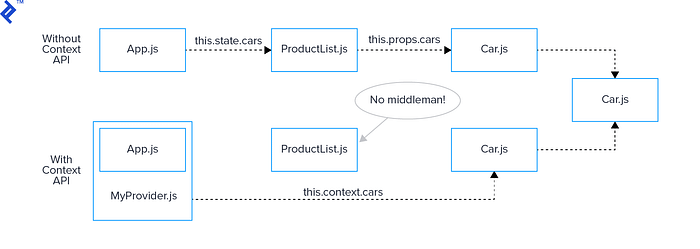 TM
Without
Context
API
App.js
this.state.cars
ProductList.js
this.props.cars
Car.js
Car.js
No middleman!
With
Context
API
App.js
MyProvider.js
ProductList.js
Car.js
this.context.cars